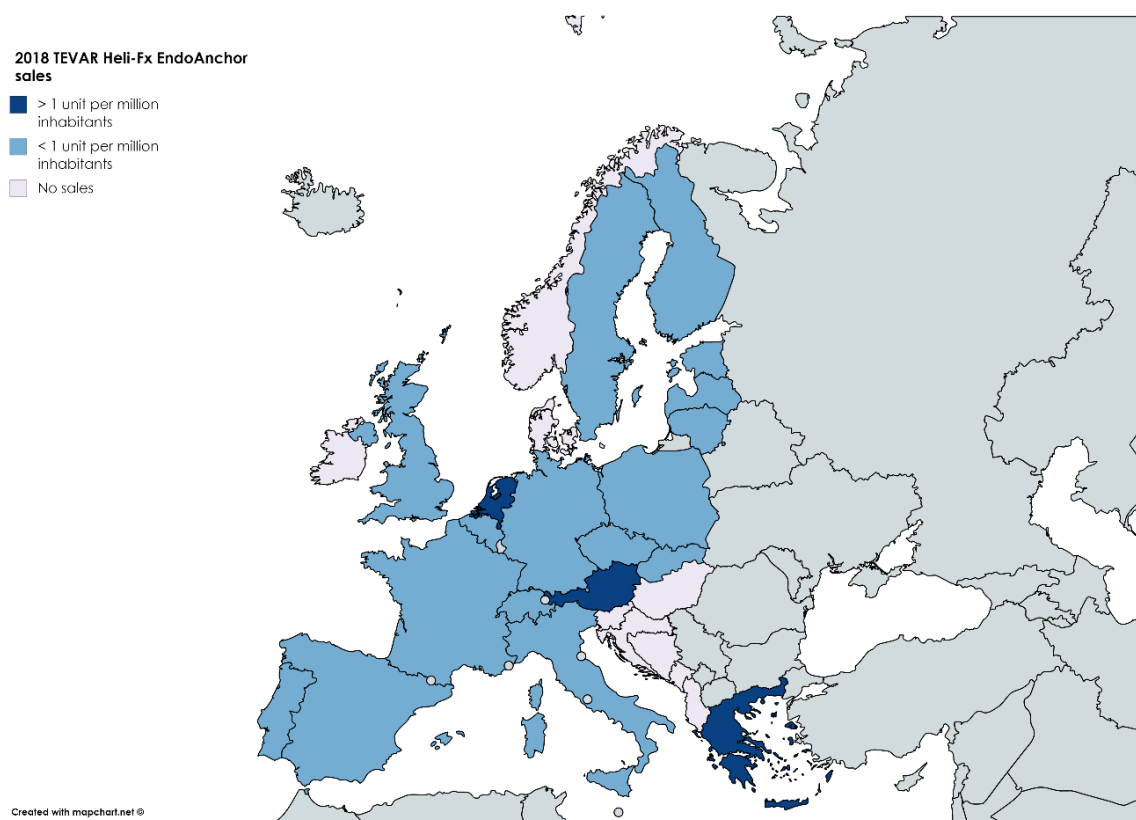 2018 TEVAR Heli-Fx EndoAnchor
sales
> 1 unit per million
inhabitants
< 1 unit per million
inhabitants
No sales
Created with mapchart.net ©